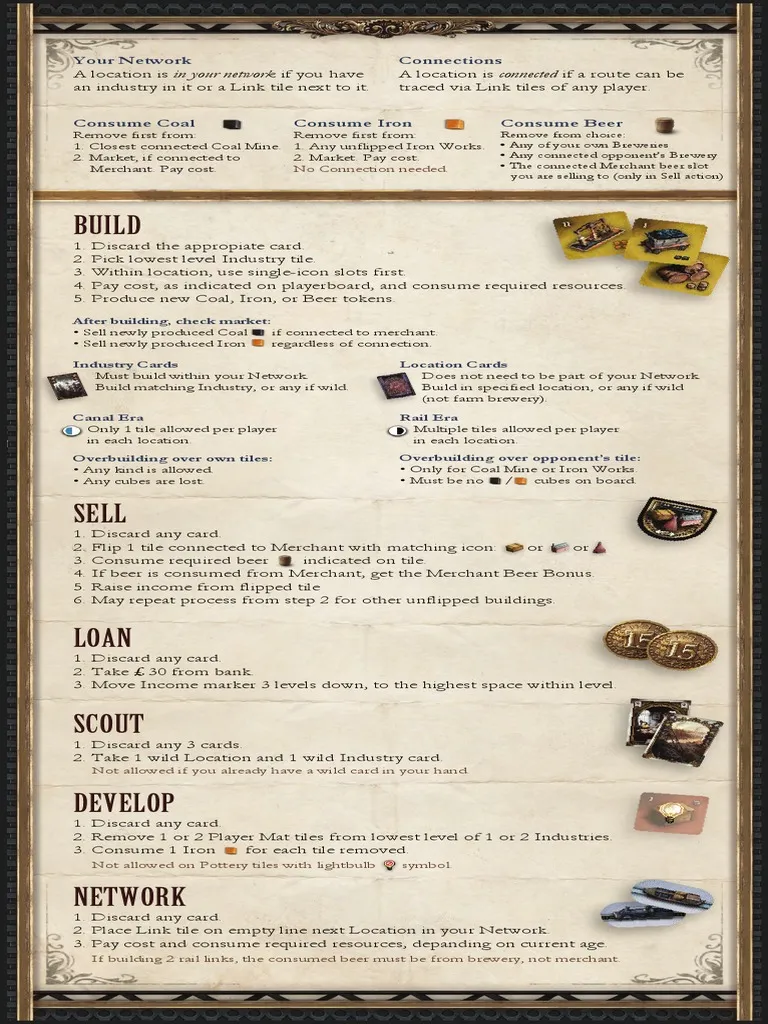 Your Network
A location is in your network if you have
an industry in it or a Link tile next to it.
Connections
A location is connected if a route can be
traced via Link tiles of any player.
Consume Coal
Remove first from:
1. Closest connected Coal Mine.
2. Market, if connected to
Merchant. Pay cost.
Consume Iron
Remove first from:
1. Any unflipped Iron Works.
2. Market. Pay cost.
No Connection needed.
Consume Beer
Remove from choice:
• Any of your own Breweries
• Any connected opponent's Brewery
• The connected Merchant beer slot
you are selling to (only in Sell action)
BUILD
1. Discard the appropiate card.
2. Pick lowest level Industry tile.
3. Within location, use single-icon slots first.
4. Pay cost, as indicated on playerboard, and consume required resources.
5. Produce new Coal, Iron, or Beer tokens.
After building, check market:
• Sell newly produced Coal if connected to merchant.
• Sell newly produced Iron regardless of connection.
Industry Cards
Must build within your Network.
Build matching Industry, or any if wild.
Location Cards
Does not need to be part of your Network.
Build in specified location, or any if wild
(not farm brewery).
Canal Era
Only 1 tile allowed per player
in each location.
Rail Era
Multiple tiles allowed per player
in each location.
Overbuilding over own tiles:
• Any kind is allowed.
• Any cubes are lost.
Overbuilding over opponent's tile:
• Only for Coal Mine or Iron Works.
• Must be no / cubes on board.
SELL
1. Discard any card.
2. Flip 1 tile connected to Merchant with matching icon: or or
3. Consume required beer indicated on tile.
4. If beer is consumed from Merchant, get the Merchant Beer Bonus.
5 Raise income from flipped tile
6. May repeat process from step 2 for other unflipped buildings.
LOAN
1. Discard any card.
2. Take £ 30 from bank.
3. Move Income marker 3 levels down, to the highest space within level.
15
15
SCOUT
1. Discard any 3 cards.
2. Take 1 wild Location and 1 wild Industry card.
Not allowed if you already have a wild card in your hand
DEVELOP
1. Discard any card.
2. Remove 1 or 2 Player Mat tiles from lowest level of 1 or 2 Industries.
3. Consume 1 Iron for each tile removed.
Not allowed on Pottery tiles with lightbulb symbol.
NETWORK
1. Discard any card.
2. Place Link tile on empty line next Location in your Network.
3. Pay cost and consume required resources, depanding on current age.
If building 2 rail links, the consumed beer must be from brewery, not merchant.